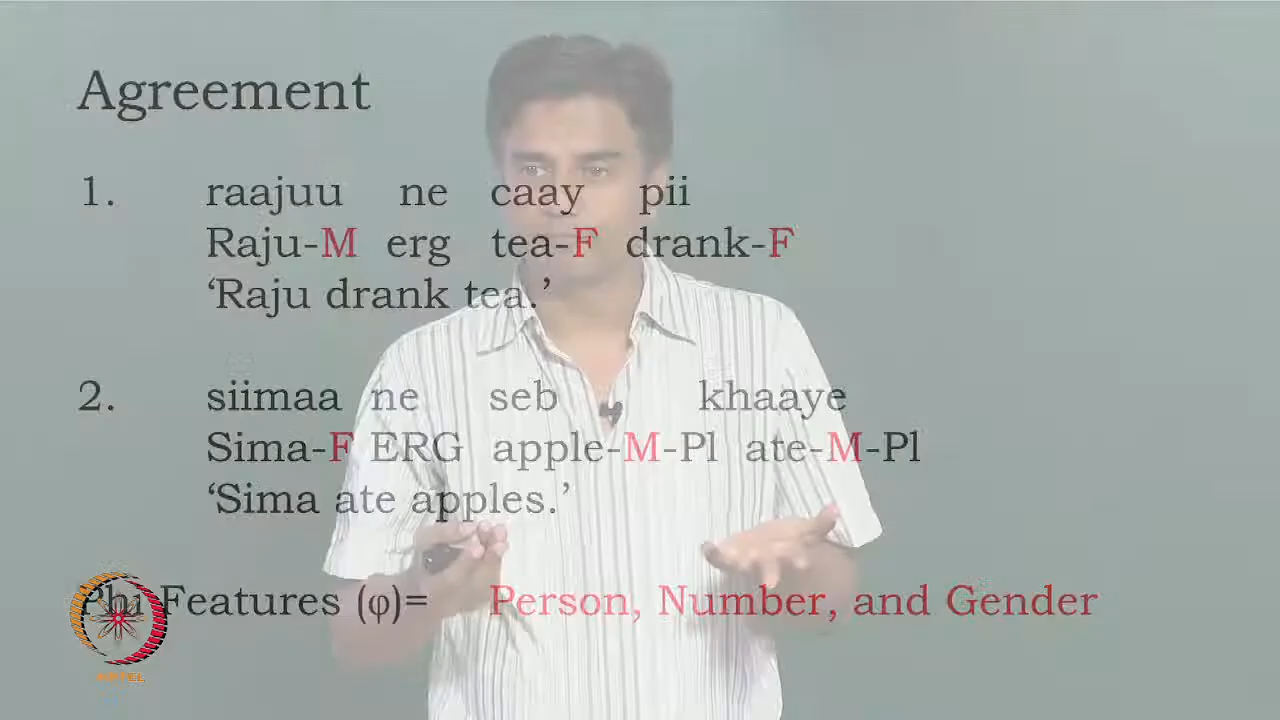 Agreement
1. raajuu ne caay pii
Raju-M erg tea-F drank-F
‘Raju drank tea.’
2. siimaa ne seb khaaye
Sima-F ERG apple-M-Pl ate-M-Pl
‘Sima ate apples.’
Phi Features (φ)= Person, Number, and Gender
NPTEL